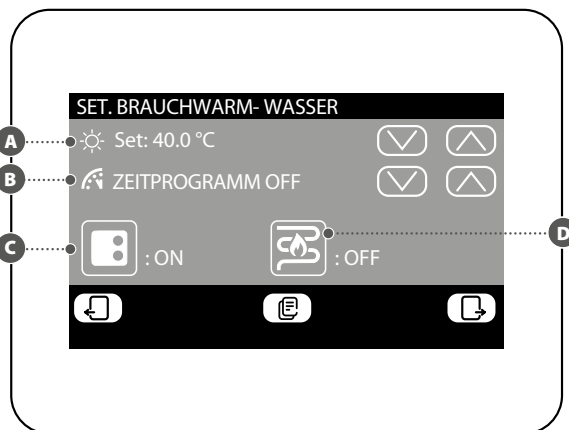 SET. BRAUCHWARM- WASSER
A
Set: 40.0 °C
B
ZEITPROGRAMM OFF
C
: ON
: OFF
D